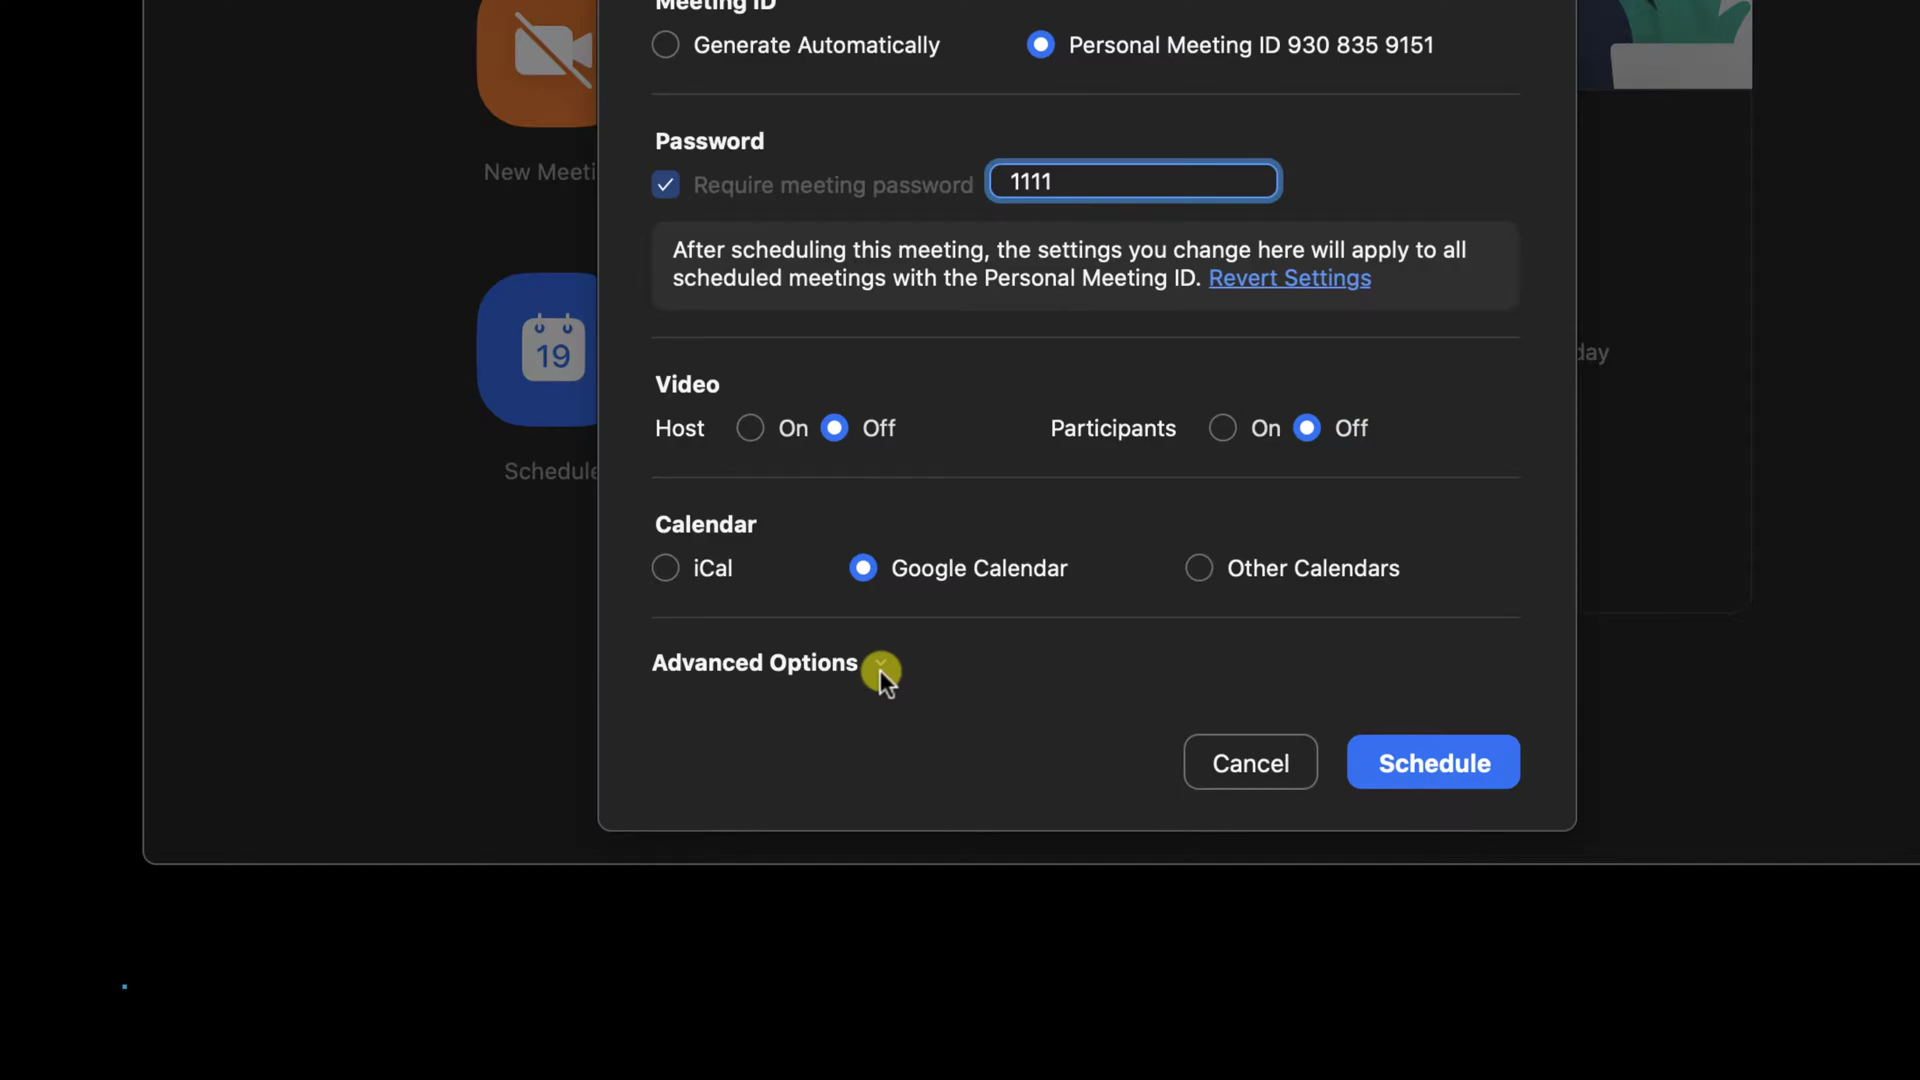 Meeting ID
Generate Automatically
Personal Meeting ID 930 835 9151
Password
Require meeting password
1111
After scheduling this meeting, the settings you change here will apply to all
scheduled meetings with the Personal Meeting ID. Revert Settings
New Meeti
19
Schedule
day
Video
Host
On
Off
Participants
On
Off
Calendar
iCal
Google Calendar
Other Calendars
Advanced Options
Cancel
Schedule